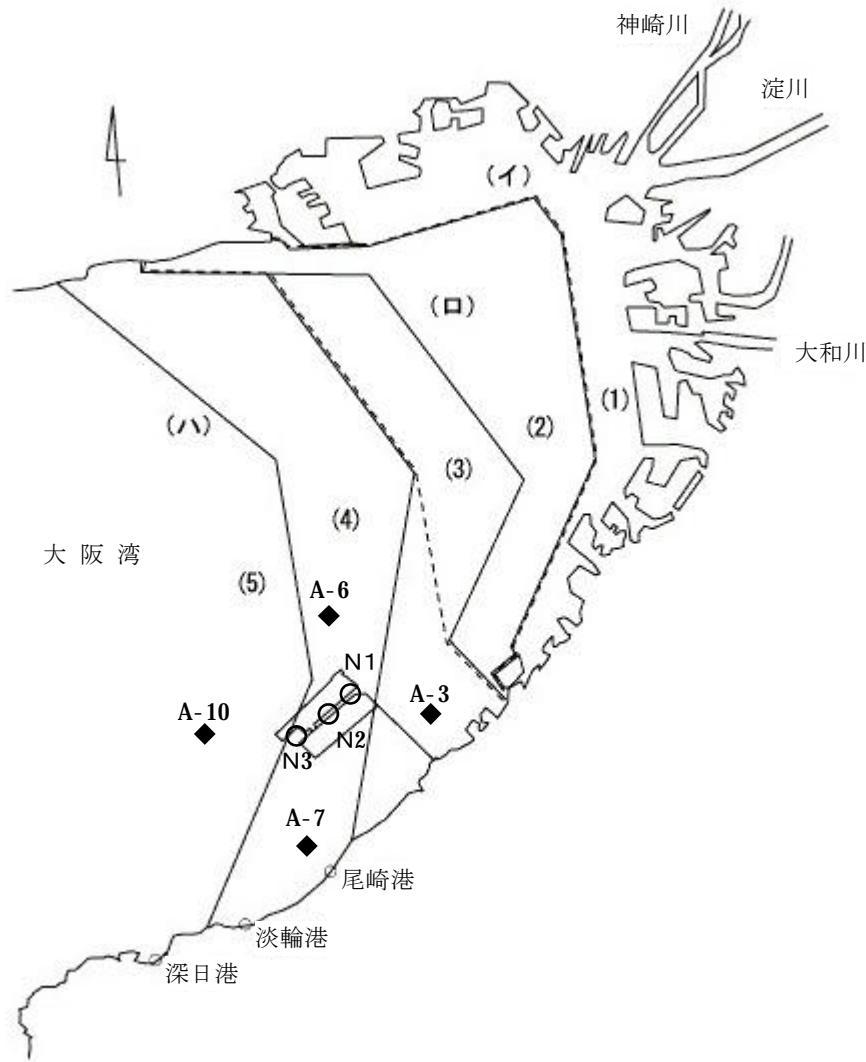 神崎川
淀川
(イ)
(ロ)
大和川
(1)
(ハ)
(2)
(3)
(4)
大阪湾
(5)
A-6
N1
A-10
A-3
N2
N3
A-7
尾崎港
淡輪港
深日港